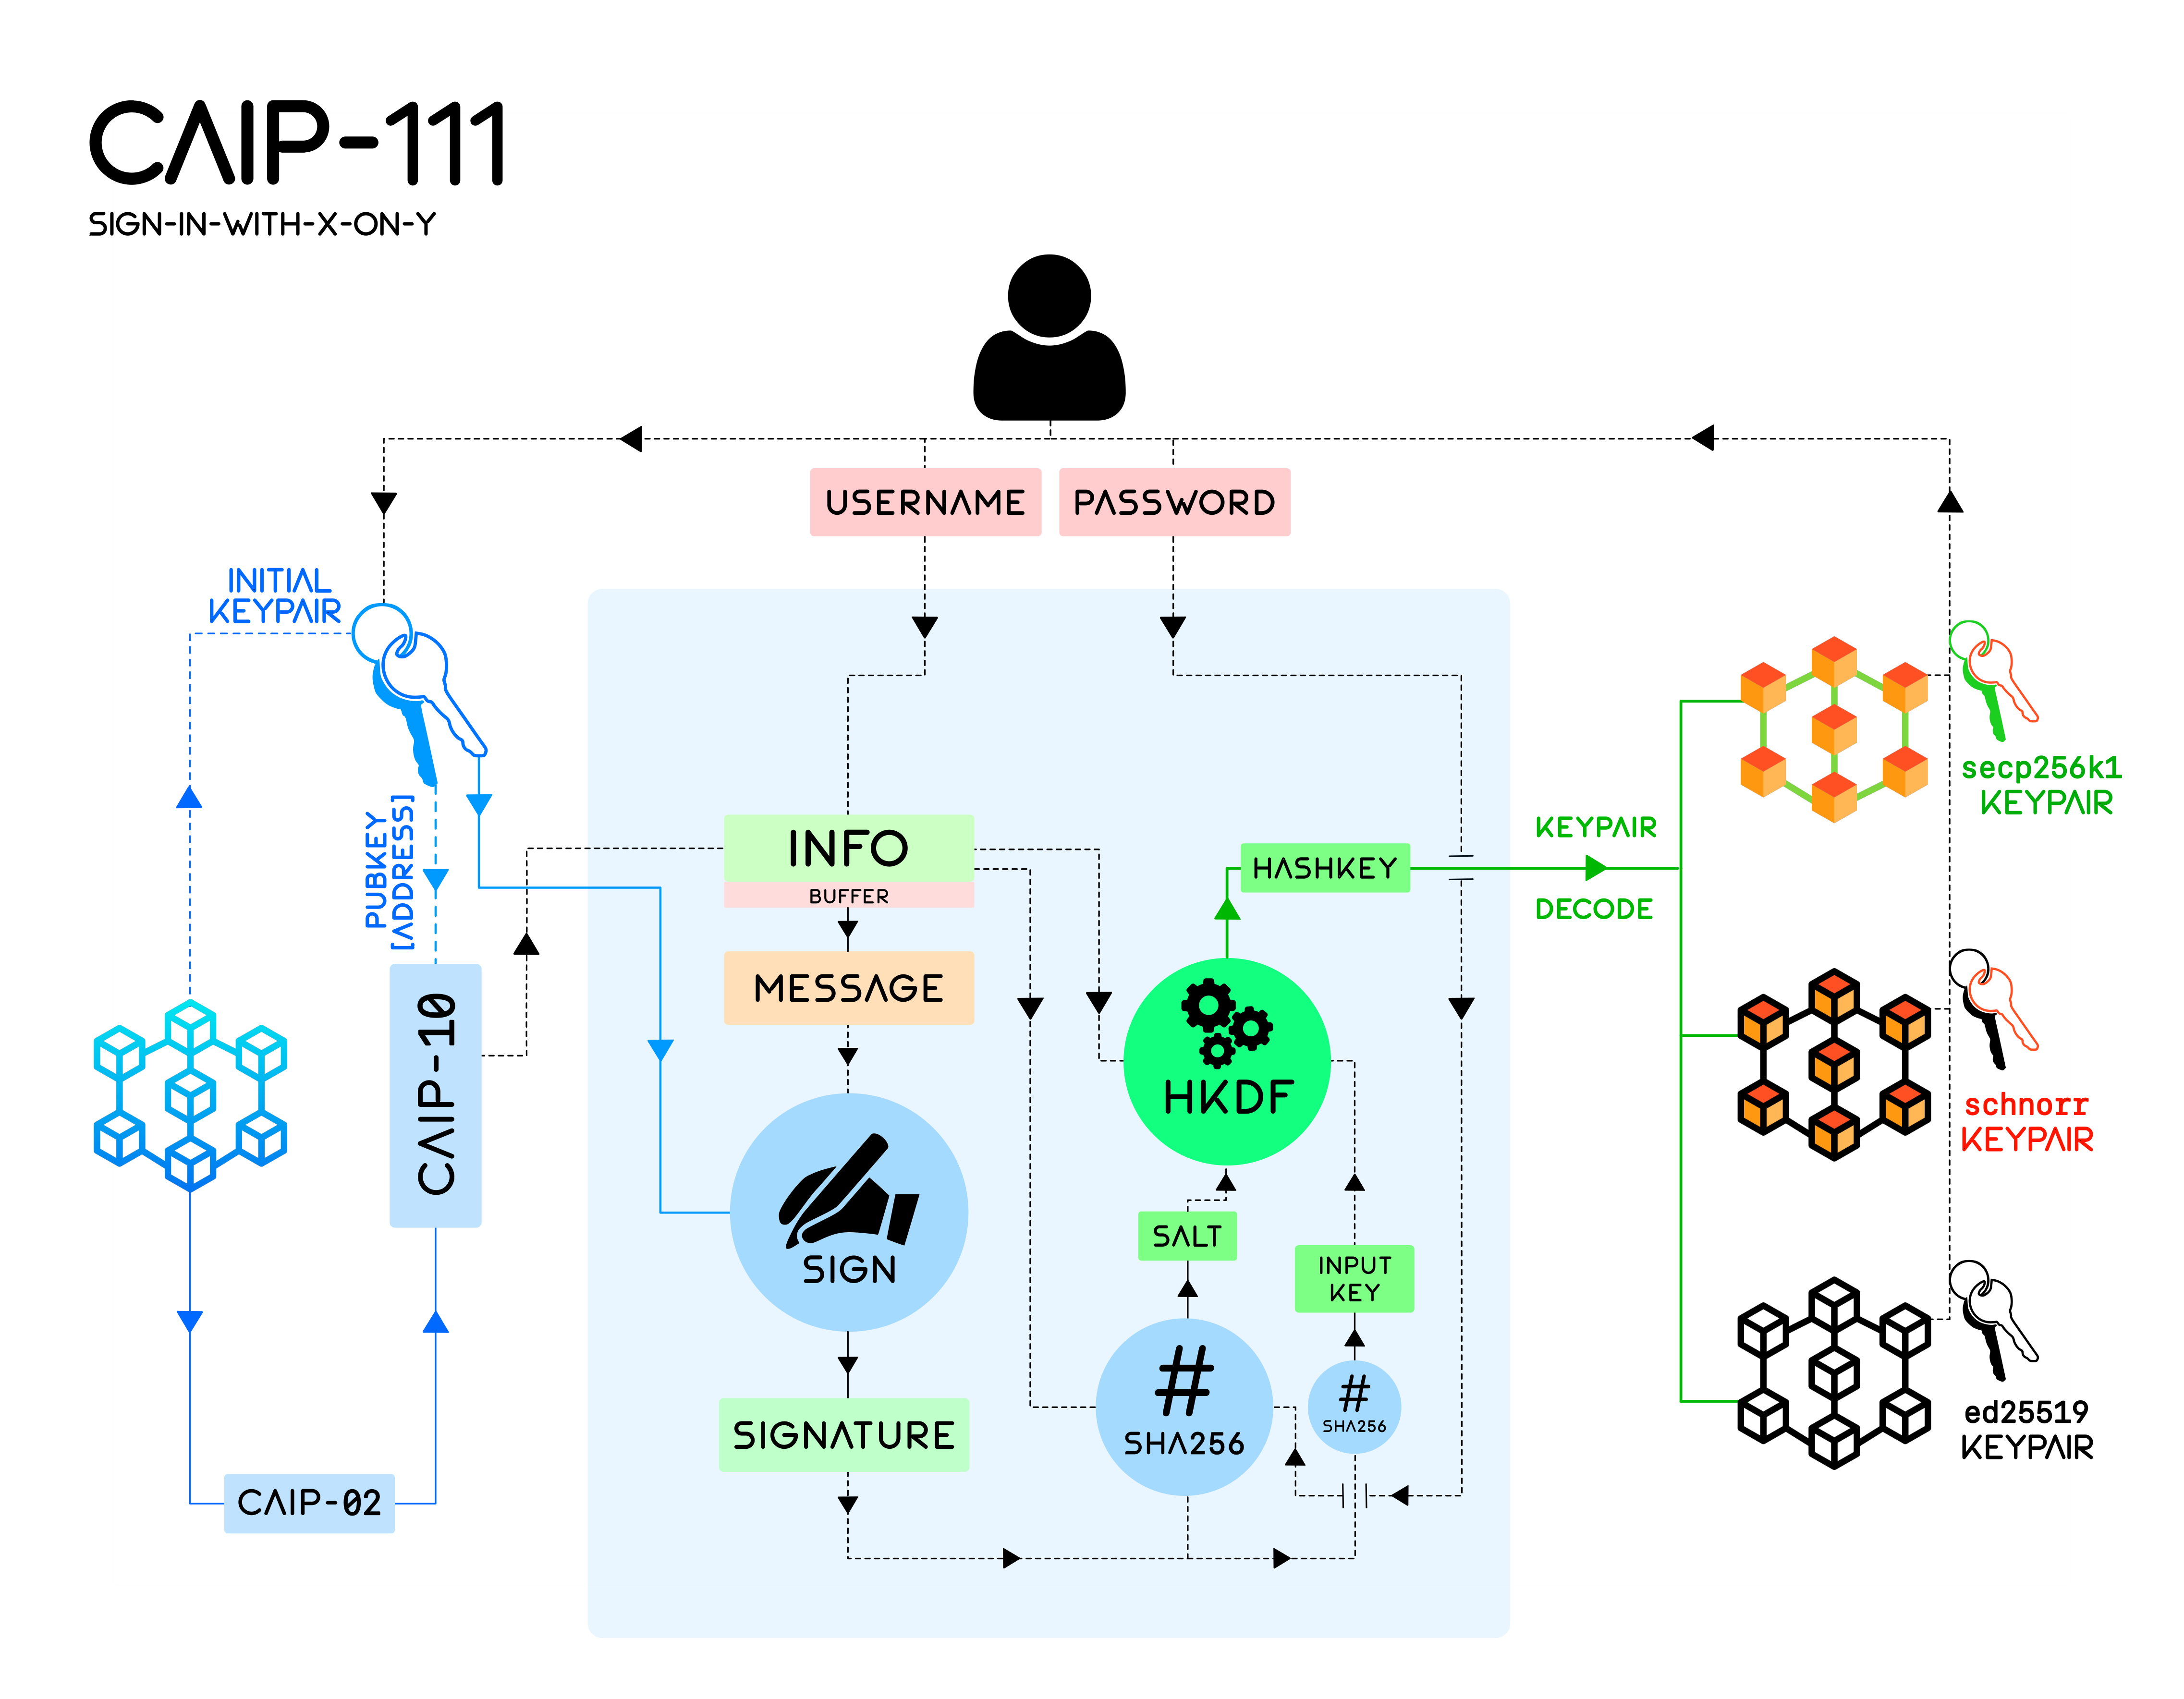 CAIP-111
SIGN-IN-WITH-X-ON-Y
USERNAME
PASSWORD
INITIAL
KEYPAIR
PUBKEY
[ADDRESS]
CAIP-10
CAIP-02
INFO
BUFFER
MESSAGE
SIGN
SIGNATURE
HASHKEY
HKDF
SALT
INPUT
KEY
#
SHA256
#
SHA256
KEYPAIR
DECODE
secp256k1
KEYPAIR
schnorr
KEYPAIR
ed25519
KEYPAIR